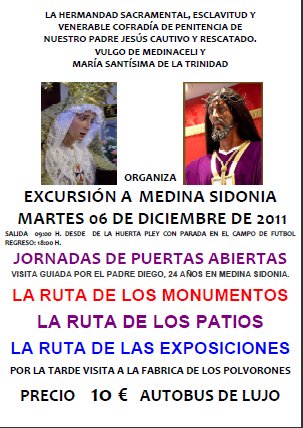 LA HERMANDAD SACRAMENTAL, ESCLAVITUD Y
VENERABLE COFRADÍA DE PENITENCIA DE
NUESTRO PADRE JESÚS CAUTIVO Y RESCATADO.
VULGO DE MEDINACELI Y
MARÍA SANTÍSIMA DE LA TRINIDAD
ORGANIZA
EXCURSIÓN A MEDINA SIDONIA
MARTES 06 DE DICIEMBRE DE 2011
SALIDA 09:00 H. DESDE DE LA HUERTA PLEY CON PARADA EN EL CAMPO DE FUTBOL
REGRESO: 18:00 H.
JORNADAS DE PUERTAS ABIERTAS
VISITA GUIADA POR EL PADRE DIEGO, 24 AÑOS EN MEDINA SIDONIA.
LA RUTA DE LOS MONUMENTOS
LA RUTA DE LOS PATIOS
LA RUTA DE LAS EXPOSICIONES
POR LA TARDE VISITA A LA FABRICA DE LOS POLVORONES
PRECIO 10 € AUTOBUS DE LUJO